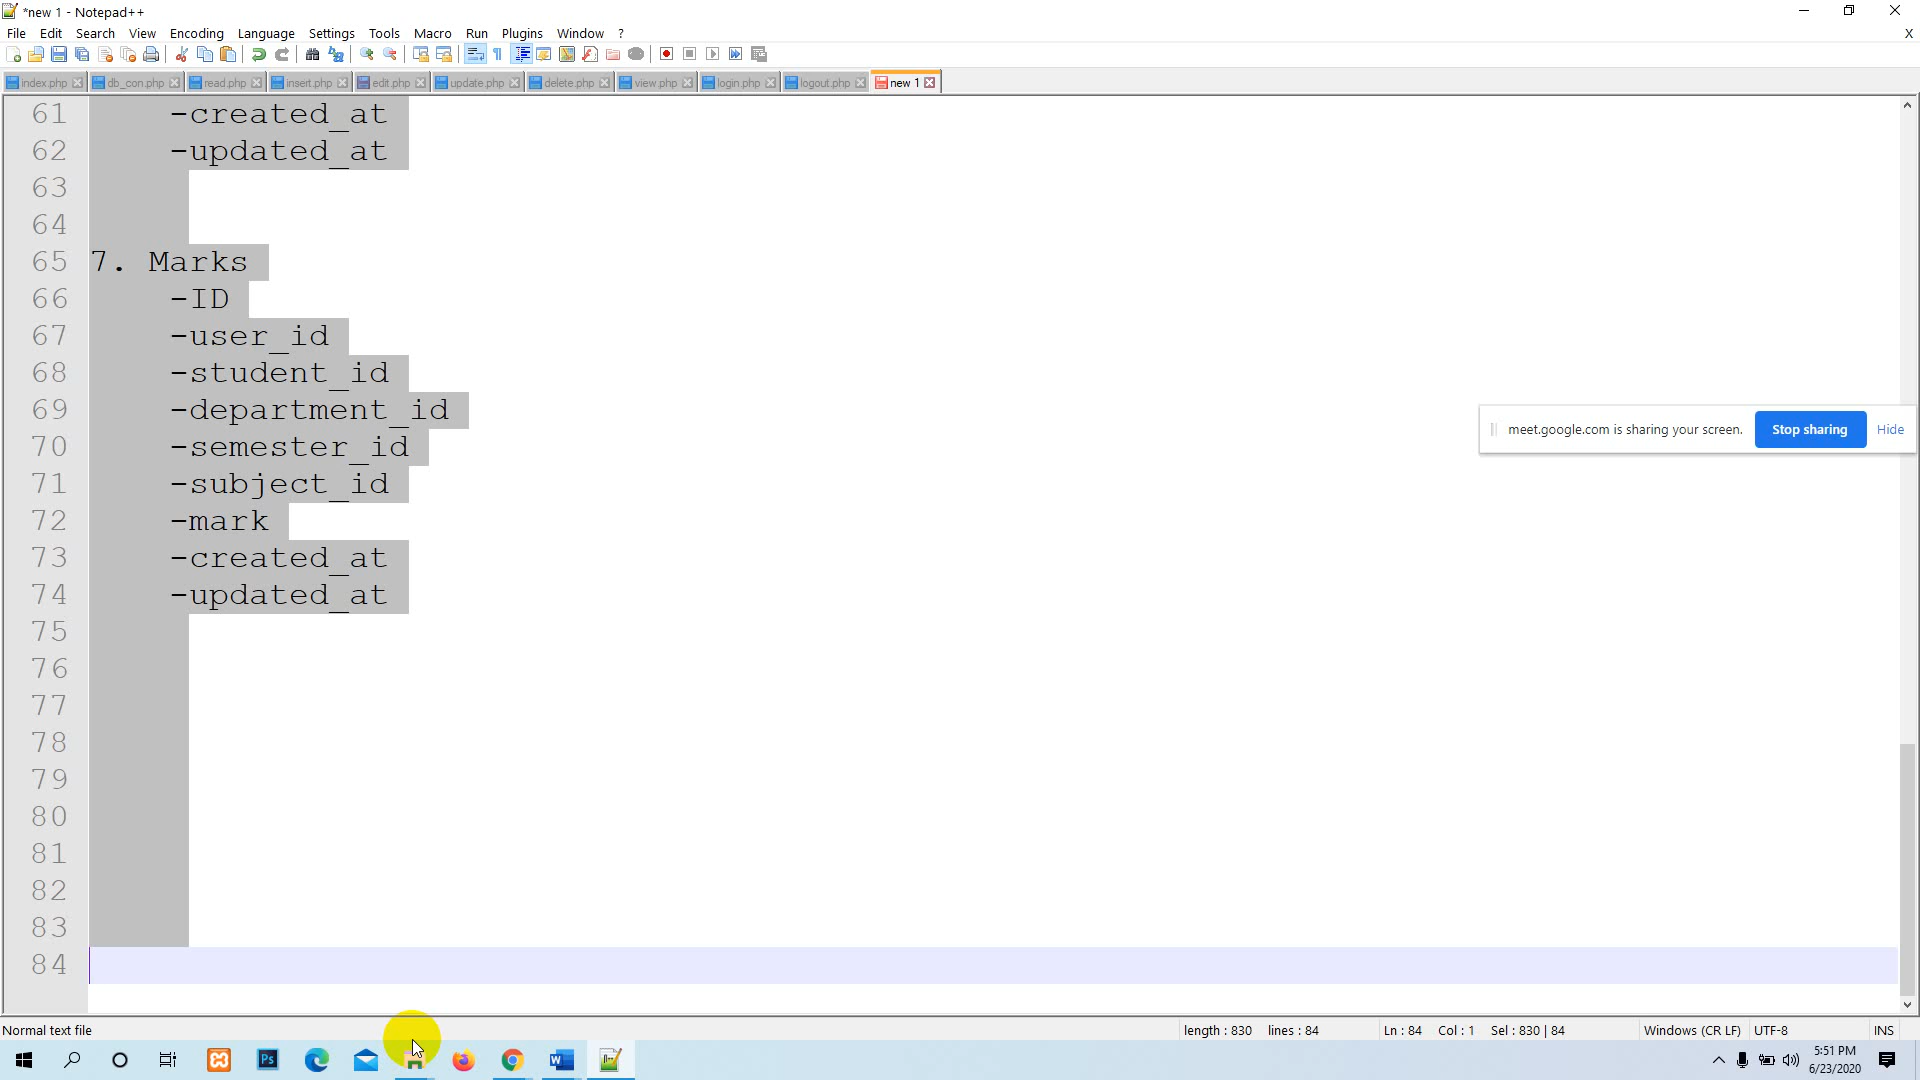 *new 1 - Notepad++
File Edit Search View Encoding Language Settings Tools Macro Run Plugins Window ? X
index.php db_con.php read.php insert.php edit.php update.php delete.php view.php login.php logout.php new 1
61 -created_at
62 -updated_at
63
64
65 7. Marks
66 -ID
67 -user_id
68 -student_id
69 -department_id
70 -semester_id
71 -subject_id
72 -mark
73 -created_at
74 -updated_at
75
76
77
78
79
80
81
82
83
84
meet.google.com is sharing your screen. Stop sharing Hide
Normal text file length : 830 lines : 84 Ln : 84 Col : 1 Sel : 830 | 84 Windows (CR LF) UTF-8 INS
5:51 PM
6/23/2020